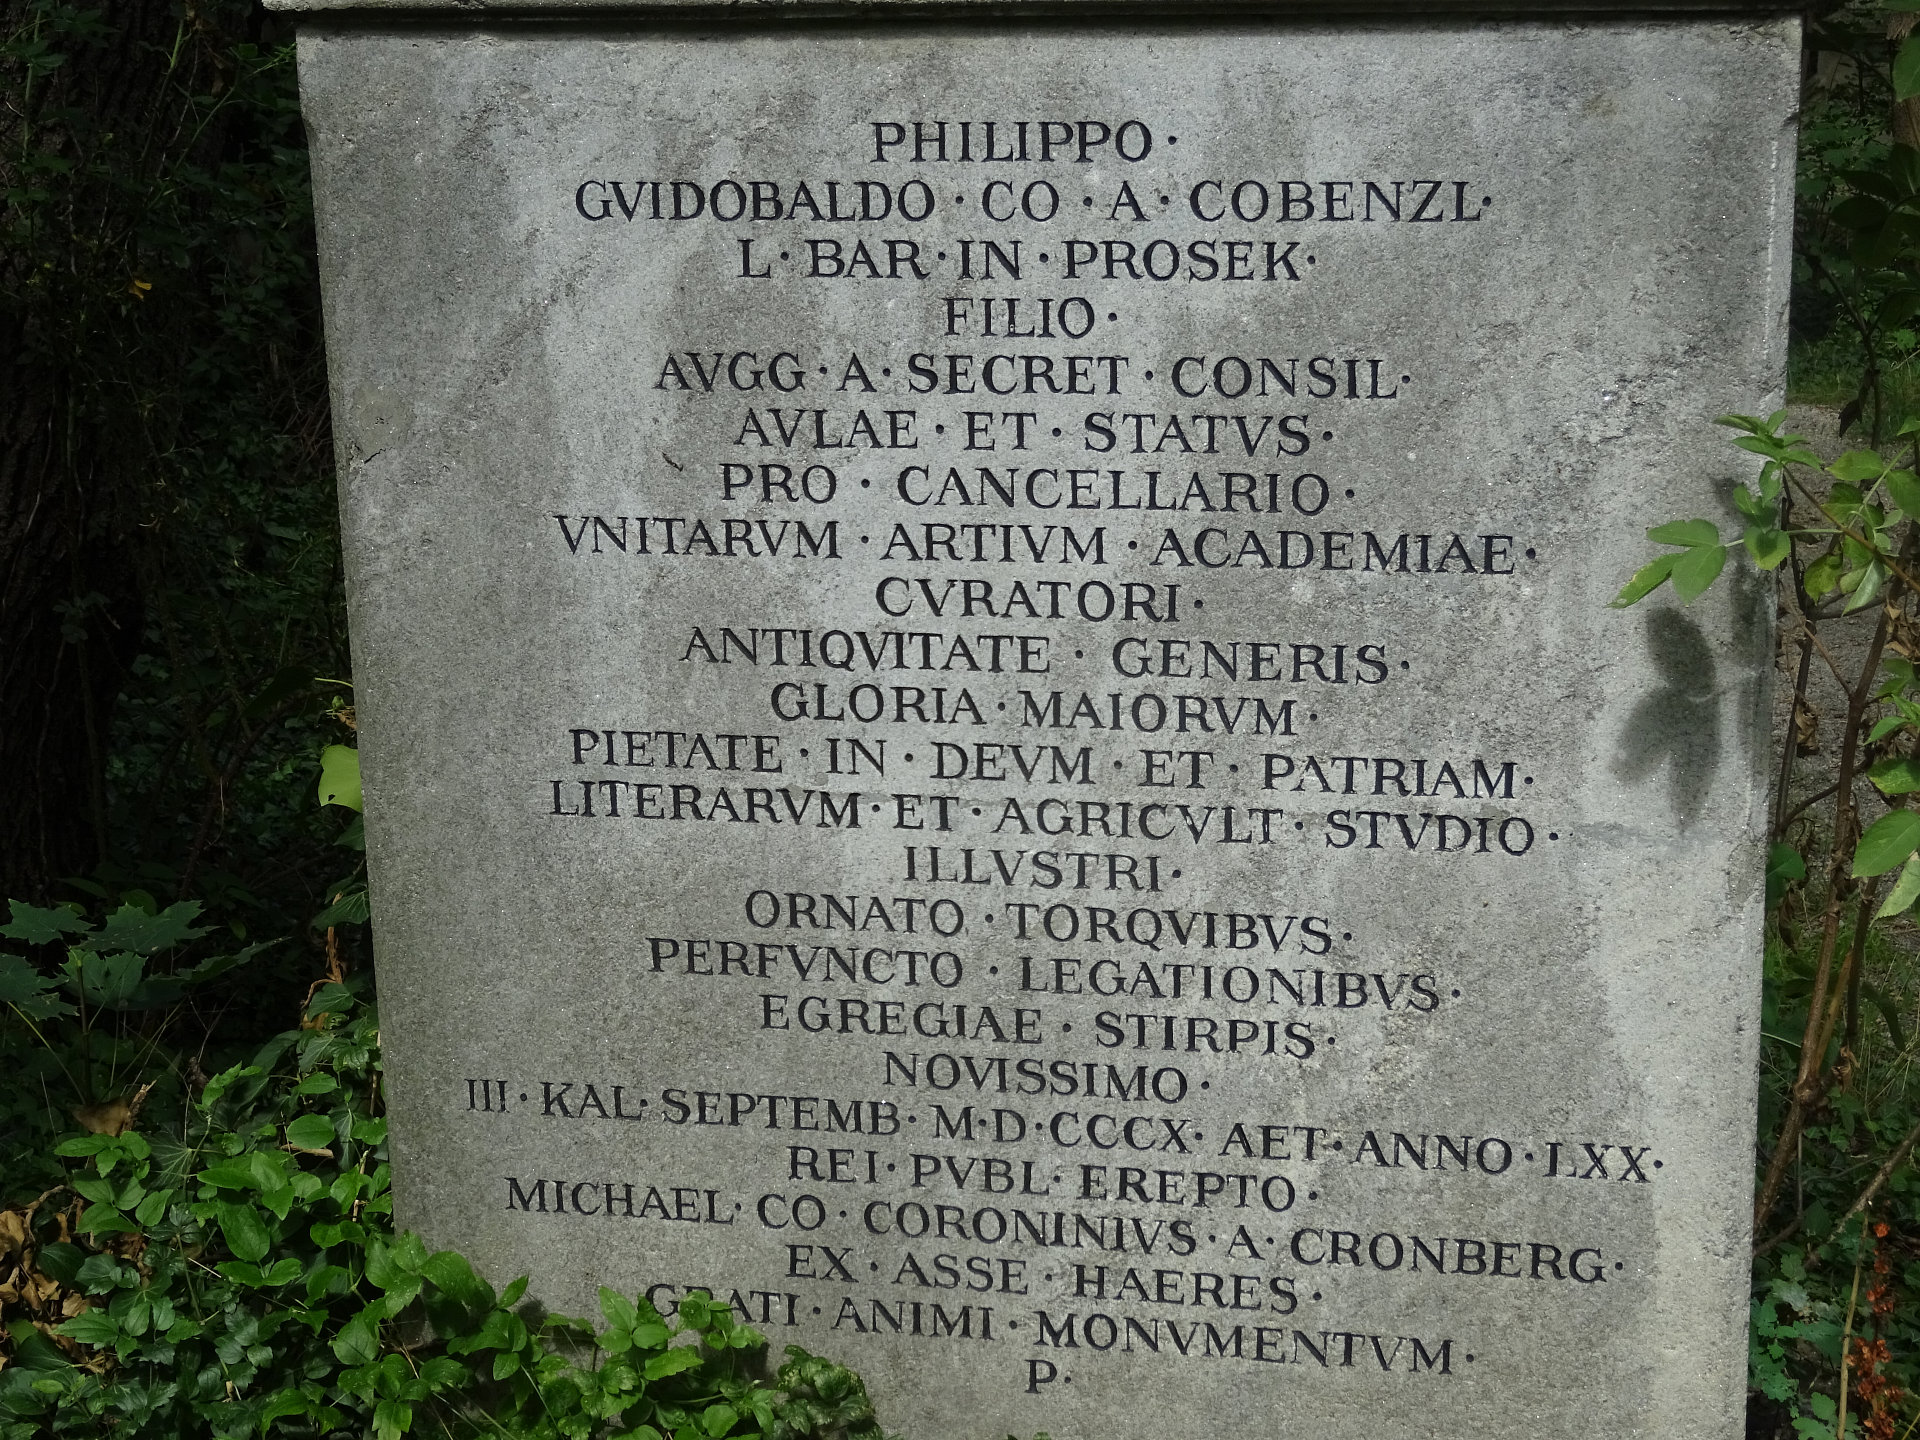 PHILIPPO·
GVIDOBALDO · CO · A · COBENZL·
L· BAR· IN · PROSEK·
FILIO·
AVGG · A · SECRET · CONSIL·
AVLAE · ET · STATVS ·
PRO · CANCELLARIO ·
VNITARVM · ARTIVM · ACADEMIAE·
CVRATORI·
ANTIQVITATE · GENERIS·
GLORIA · MAIORVM·
PIETATE · IN · DEVM · ET · PATRIAM·
LITERARVM · ET · AGRICVLT · STVDIO ·
ILLVSTRI·
ORNATO · TORQVIBVS·
PERFVNCTO · LEGATIONIBVS·
EGREGIAE · STIRPIS·
NOVISSIMO ·
III· KAL· SEPTEMB· M·D·CCCX· AET· ANNO · LXX·
REI· PVBL· EREPTO·
MICHAEL· CO · CORONINIVS · A · CRONBERG·
EX · ASSE · HAERES·
GRATI · ANIMI · MONVMENTVM·
P·